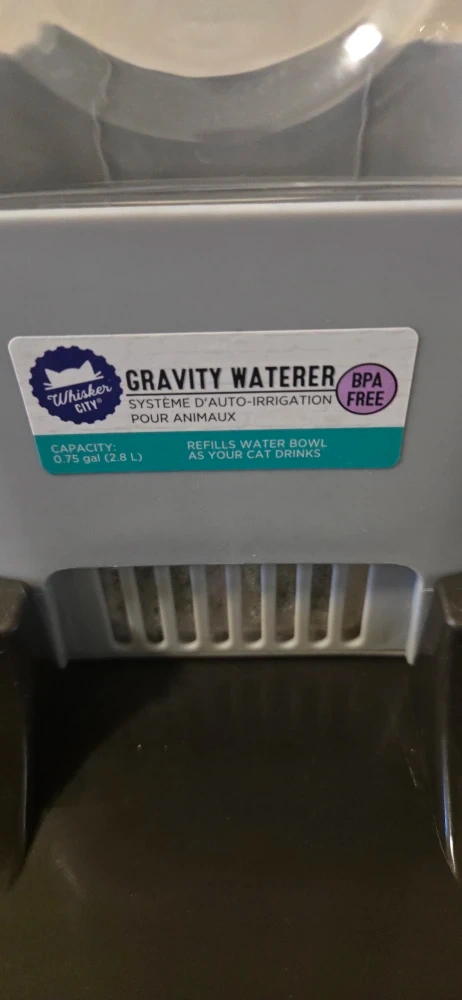 Whisker
CITY®
GRAVITY WATERER
SYSTÈME D'AUTO-IRRIGATION
POUR ANIMAUX
BPA
FREE
CAPACITY:
0.75 gal (2.8 L)
REFILLS WATER BOWL
AS YOUR CAT DRINKS